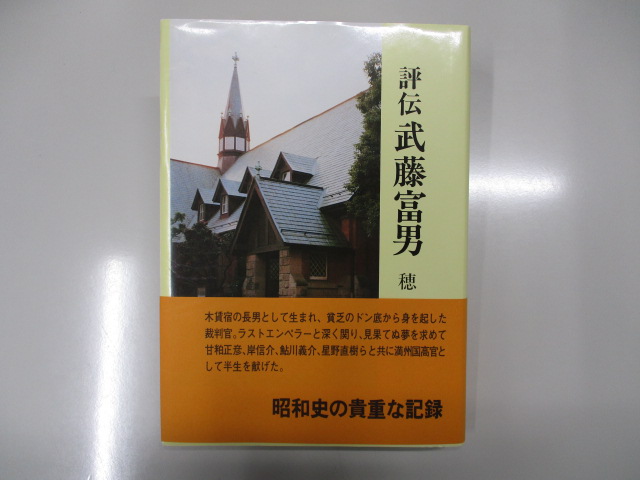 評伝 武藤富男
穂
木賃宿の長男として生まれ、貧乏のドン底から身を起した
裁判官。ラストエンペラーと深く関り、見果てぬ夢を求めて
甘粕正彦、岸信介、鮎川義介、星野直樹らと共に満州国高官と
して半生を献げた。
昭和史の貴重な記録